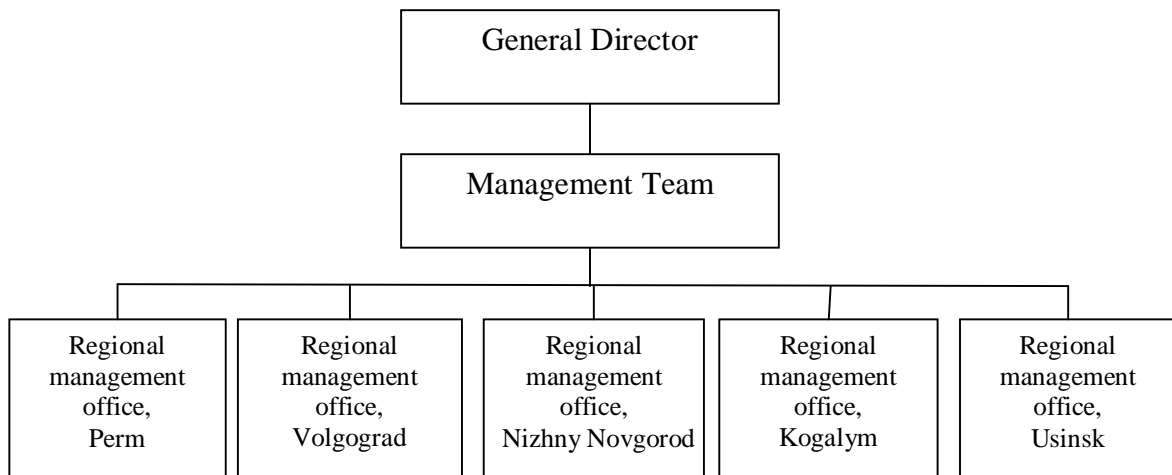 General Director
Management Team
Regional
management
office,
Perm
Regional
management
office,
Volgograd
Regional
management
office,
Nizhny Novgorod
Regional
management
office,
Kogalym
Regional
management
office,
Usinsk